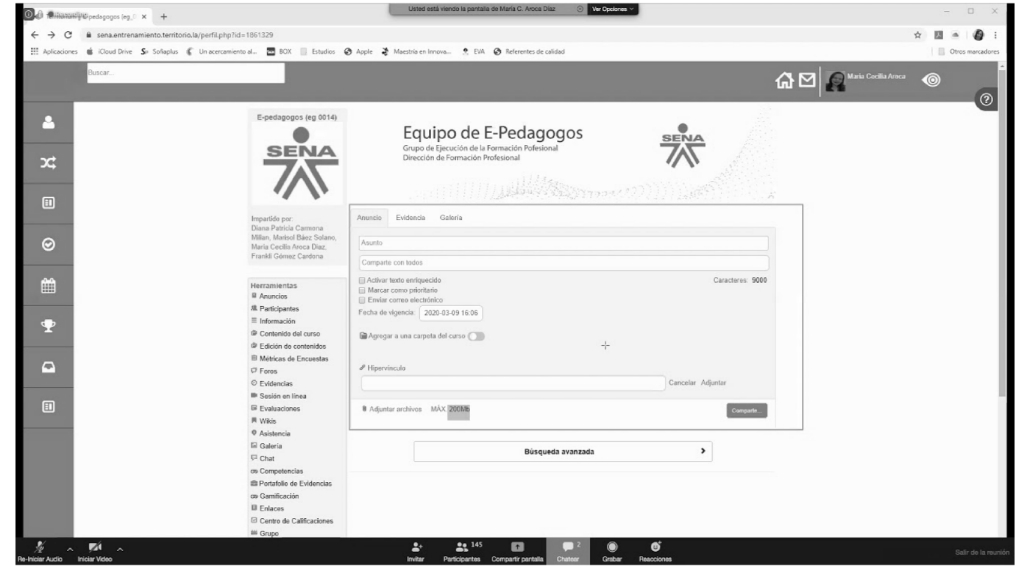 Usted está viendo la pantalla de Maria C. Aroca Diaz
Ver Opciones
sena.entrenamiento.territorio.la/perfil.php?id=1861329
Aplicaciones
iCloud Drive
Sofiaplus
Un acercamiento al...
BOX
Estudios
Apple
Maestría en Innova...
EVA
Referentes de calidad
Otros marcadores
Buscar...
Maria Cecilia Aroca
E-pedagogos (eg 0014)
SENA
Equipo de E-Pedagogos
Grupo de Ejecución de la Formación Pofesional
Dirección de Formación Profesional
SENA
Impartido por:
Diana Patricia Carmona
Millan, Marisol Báez Solano,
Maria Cecilia Aroca Diaz,
Frankli Gómez Cardona
Anuncio
Evidencia
Galería
Asunto
Comparte con todos
Activar texto enriquecido
Caracteres 9000
Marcar como prioritario
Enviar correo electrónico
Fecha de vigencia: 2020-03-09 16:06
Agregar a una carpeta del curso
Hipervínculo
Cancelar Adjuntar
Adjuntar archivos MÁX 200Mb
Comparte...
Búsqueda avanzada
Herramientas
Anuncios
Participantes
Información
Contenido del curso
Edición de contenidos
Métricas de Encuestas
Foros
Evidencias
Sesión en línea
Evaluaciones
Wikis
Asistencia
Galería
Chat
Competencias
Portafolio de Evidencias
Gamificación
Enlaces
Centro de Calificaciones
Grupo
Re-Iniciar Audio
Iniciar Video
Invitar
145
Participantes
Compartir pantalla
2
Chatear
Grabar
Reacciones
Salir de la reunión